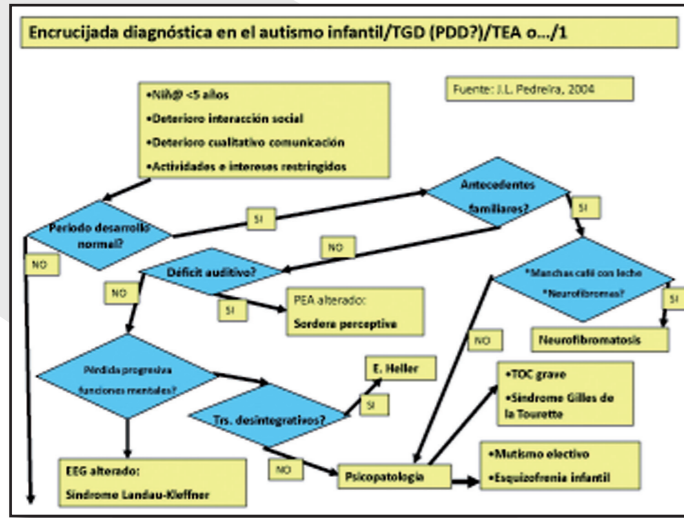 Encrucijada diagnóstica en el autismo infantil/TGD (PDD?)/TEA o.../1
•Niñ@ <5 años
•Deterioro interacción social
•Deterioro cualitativo comunicación
•Actividades e intereses restringidos
Fuente: J.L. Pedreira, 2004
Antecedentes
familiares?
SI
Periodo desarrollo
normal?
SI
NO
NO
Déficit auditivo?
*Manchas café con leche
*Neurofibromas?
NO
SI
PEA alterado:
Sordera perceptiva
SI
Neurofibromatosis
NO
Pérdida progresiva
funciones mentales?
E. Heller
SI
•TOC grave
•Síndrome Gilles de
la Tourette
Trs. desintegrativos?
NO
EEG alterado:
Síndrome Landau-Kleffner
Psicopatología
•Mutismo electivo
•Esquizofrenia infantil